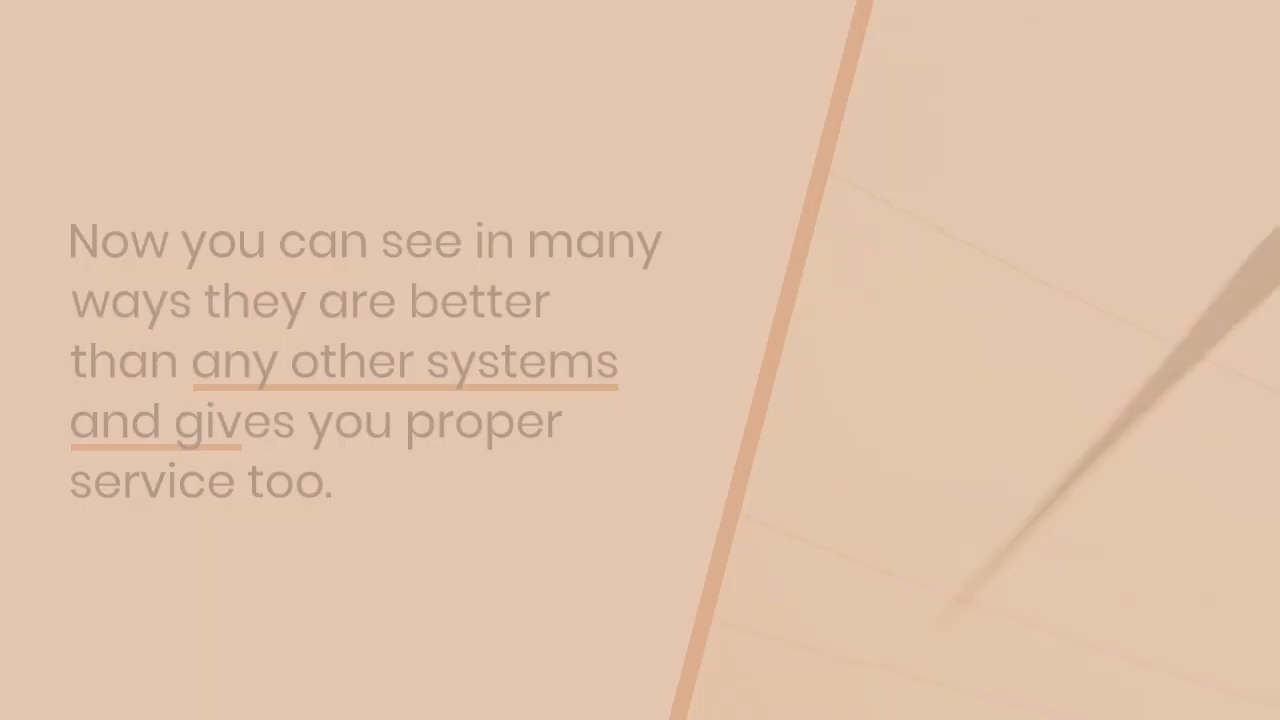 Now you can see in many
ways they are better
than any other systems
and gives you proper
service too.